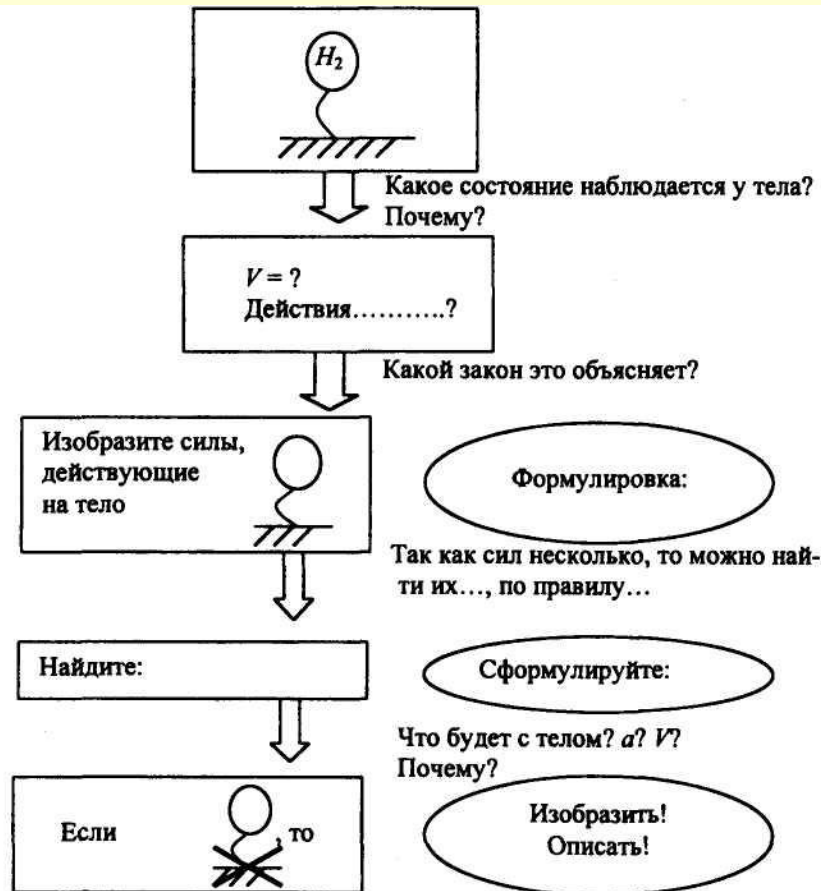 H₂
Какое состояние наблюдается у тела?
Почему?
V = ?
Действия...........?
Какой закон это объясняет?
Изобразите силы,
действующие
на тело
Формулировка:
Так как сил несколько, то можно най-
ти их..., по правилу...
Найдите:
Сформулируйте:
Что будет с телом? a? V?
Почему?
Если , то
Изобразить!
Описать!